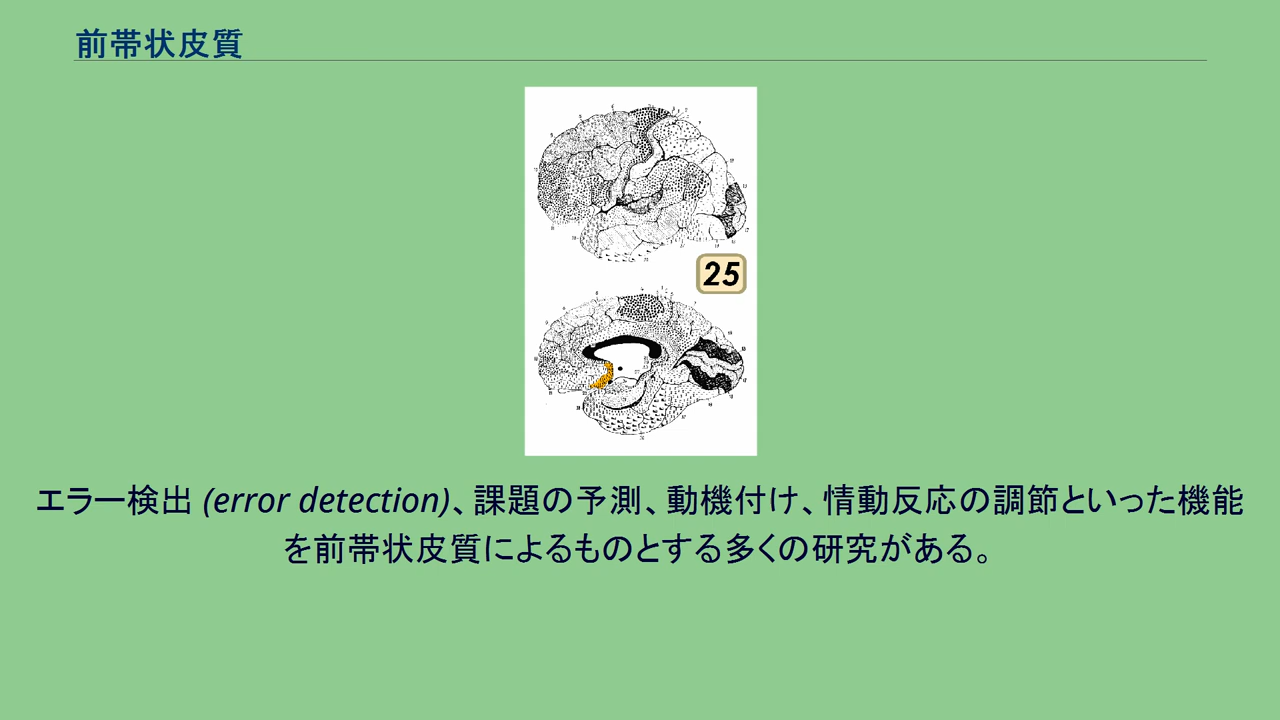 前帯状皮質
25
エラー検出 (error detection)、課題の予測、動機付け、情動反応の調節といった機能
を前帯状皮質によるものとする多くの研究がある。